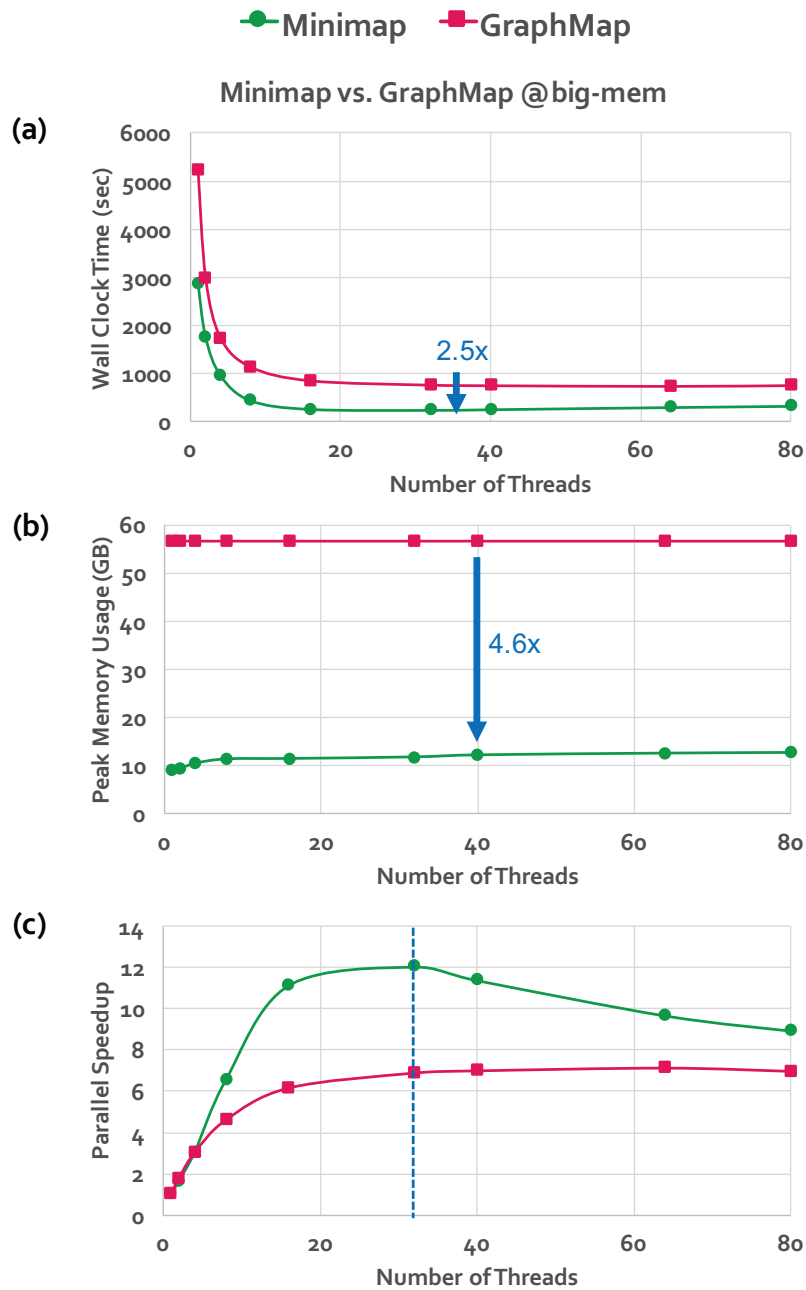 Minimap GraphMap
Minimap vs. GraphMap @big-mem
(a)
6000
5000
4000
3000
2000
1000
0
Wall Clock Time (sec)
2.5x
0 20 40 60 80
Number of Threads
(b)
60
50
40
30
20
10
0
Peak Memory Usage (GB)
4.6x
0 20 40 60 80
Number of Threads
(c)
14
12
10
8
6
4
2
0
Parallel Speedup
0 20 40 60 80
Number of Threads